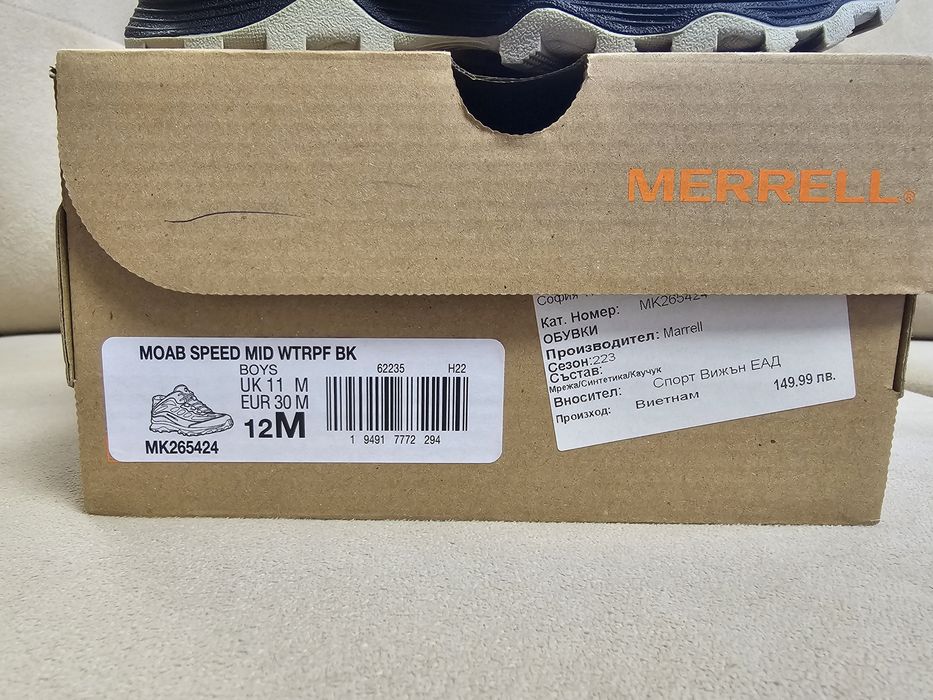 MERRELL®
MOAB SPEED MID WTRPF BK
BOYS
UK 11 M
EUR 30 M
12M
MK265424
62235 H22
1 9491 7772 294
София
Кат. Номер: MK265424
ОБУВКИ
Производител: Marrell
Сезон:223
Състав:
Мрежа/Синтетика/Каучук
Вносител: Спорт Вижън ЕАД
Произход: Виетнам
149.99 лв.